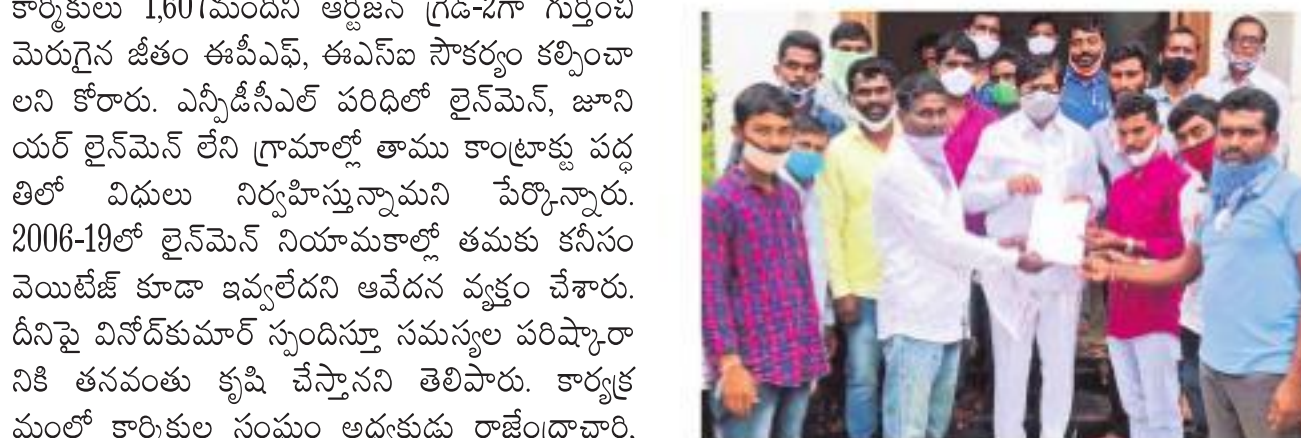 కార్మికులు 1,607మందిని ఆర్టిజన్ గ్రేడ్-2గా గుర్తించి
మెరుగైన జీతం ఈపీఎఫ్, ఈఎస్ఐ సౌకర్యం కల్పించా
లని కోరారు. ఎన్పీడీసీఎల్ పరిధిలో లైన్‌మెన్, జూని
యర్ లైన్‌మెన్ లేని గ్రామాల్లో తాము కాంట్రాక్టు పద్ధ
తిలో విధులు నిర్వహిస్తున్నామని పేర్కొన్నారు.
2006-19లో లైన్‌మెన్ నియామకాల్లో తమకు కనీసం
వెయిటేజ్ కూడా ఇవ్వలేదని ఆవేదన వ్యక్తం చేశారు.
దీనిపై వినోద్‌కుమార్ స్పందిస్తూ సమస్యల పరిష్కారా
నికి తనవంతు కృషి చేస్తానని తెలిపారు. కార్యక్ర
మంలో కార్మికుల సంఘం అధ్యక్షుడు రాజేంద్రాచారి,